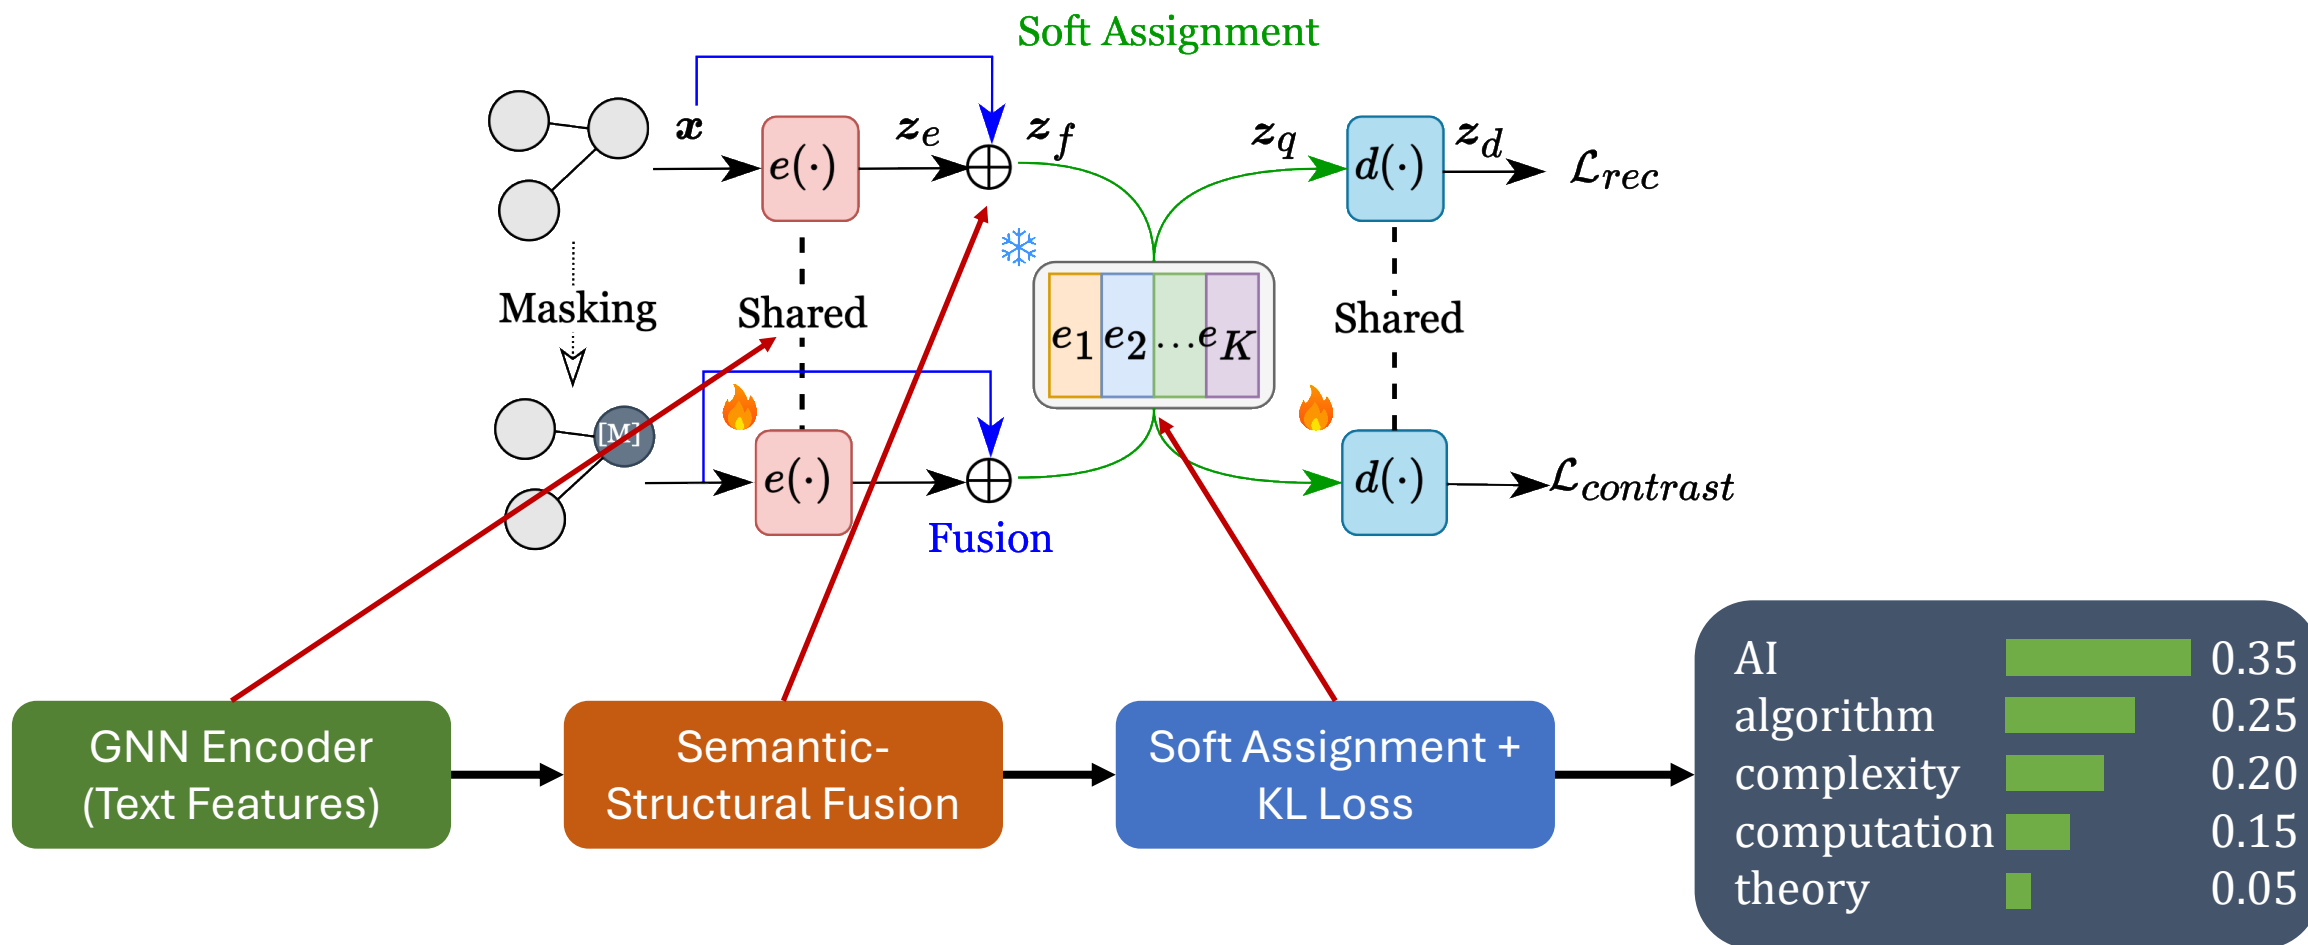 Soft Assignment
x
e(·)
z_e
z_f
z_q
d(·)
z_d
ℒ_rec
Masking
Shared
e_1 e_2 ... e_K
Shared
[M]
e(·)
d(·)
ℒ_contrast
Fusion
GNN Encoder
(Text Features)
Semantic-
Structural Fusion
Soft Assignment +
KL Loss
AI 0.35
algorithm 0.25
complexity 0.20
computation 0.15
theory 0.05